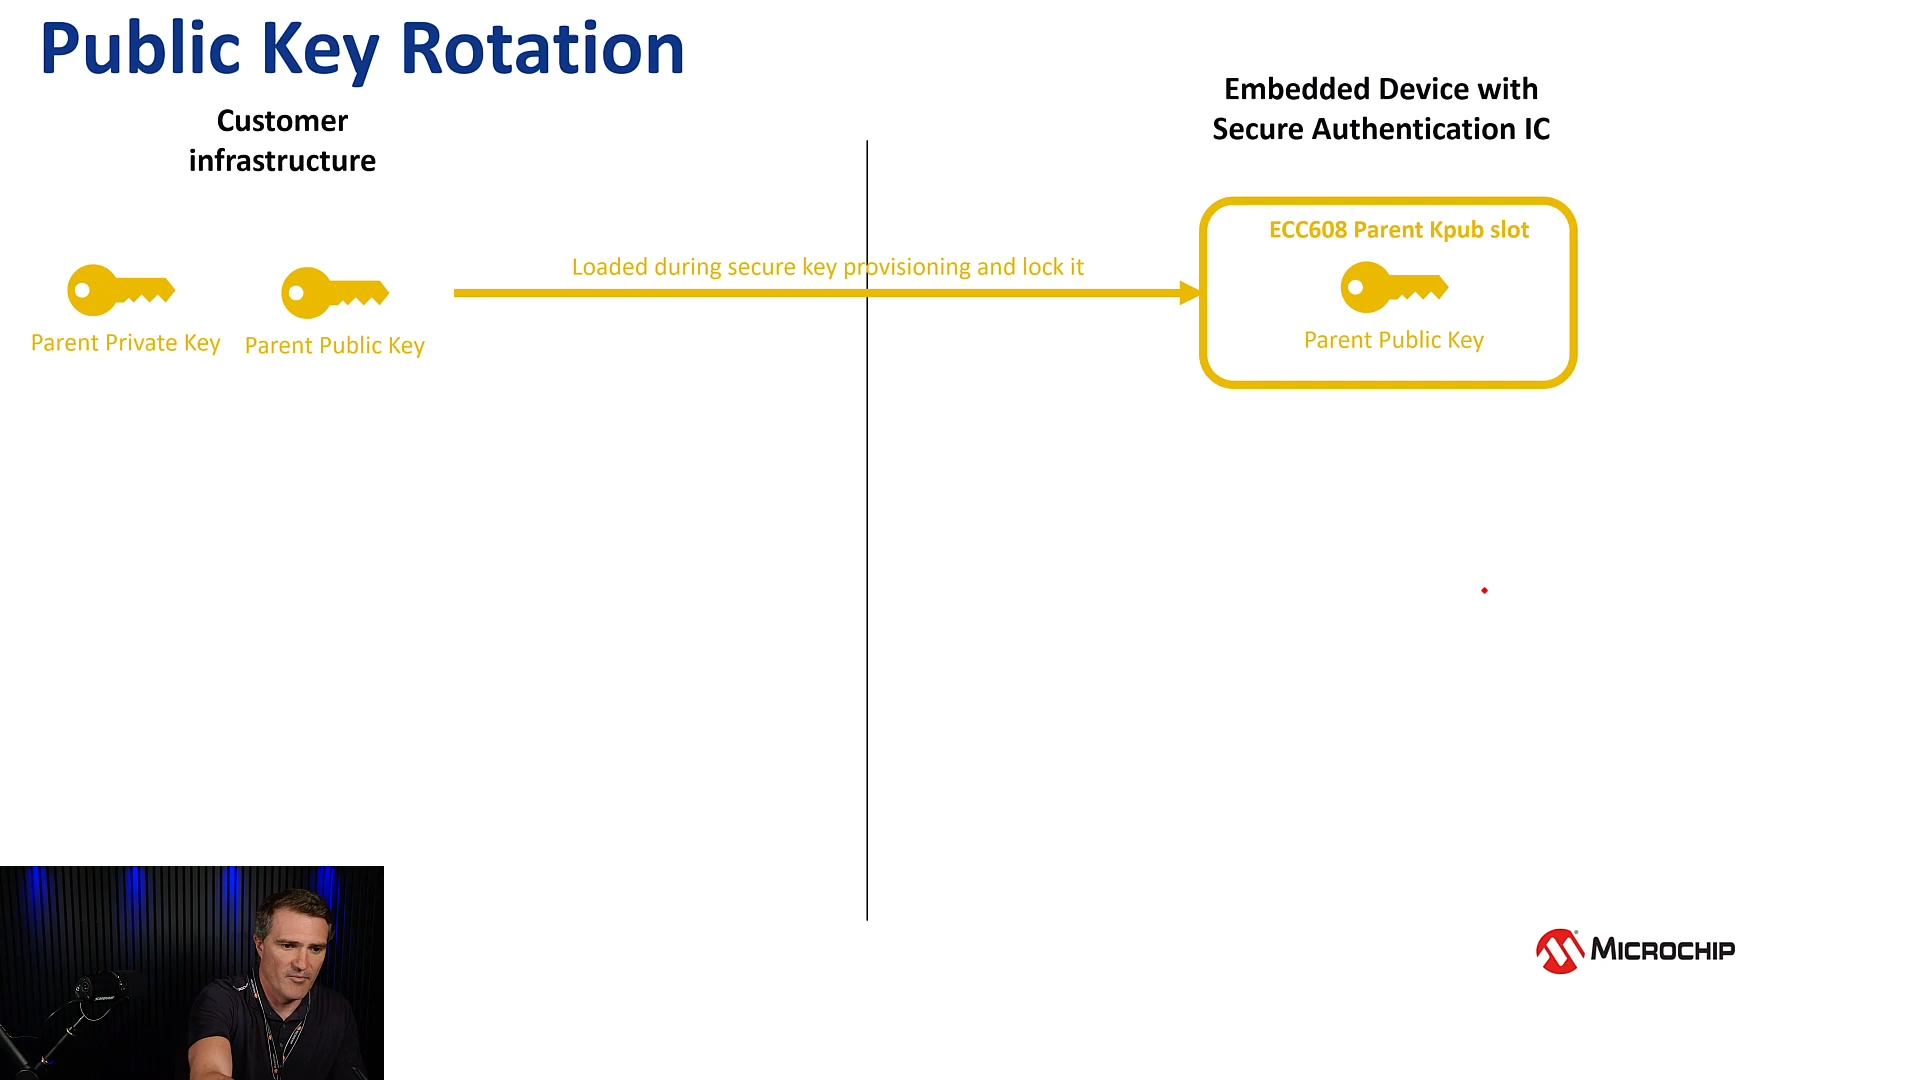 Public Key Rotation
Customer
infrastructure
Embedded Device with
Secure Authentication IC
ECC608 Parent Kpub slot
Loaded during secure key provisioning and lock it
Parent Private Key
Parent Public Key
Parent Public Key
MICROCHIP